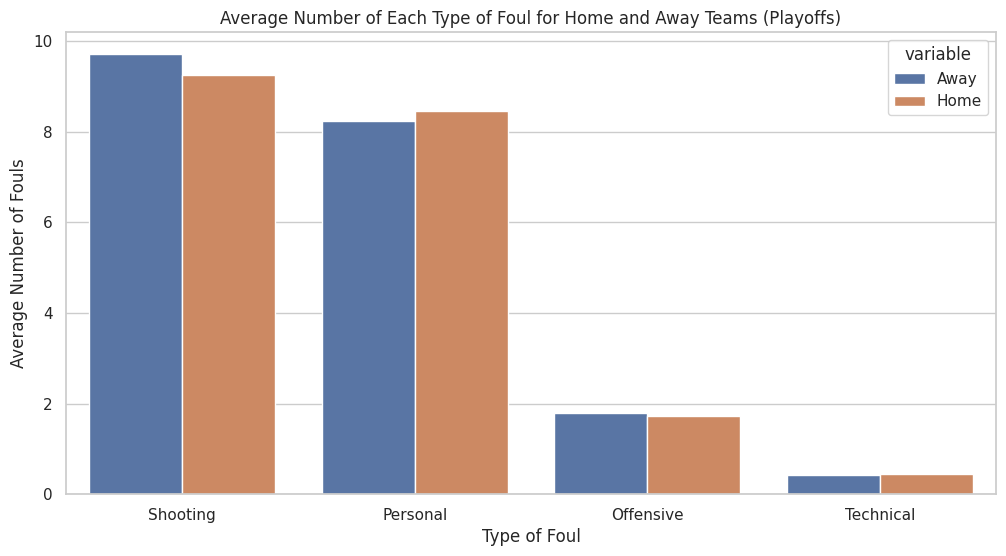 Average Number of Each Type of Foul for Home and Away Teams (Playoffs)
variable
Away
Home
10
8
6
4
2
0
Average Number of Fouls
Shooting
Personal
Offensive
Technical
Type of Foul